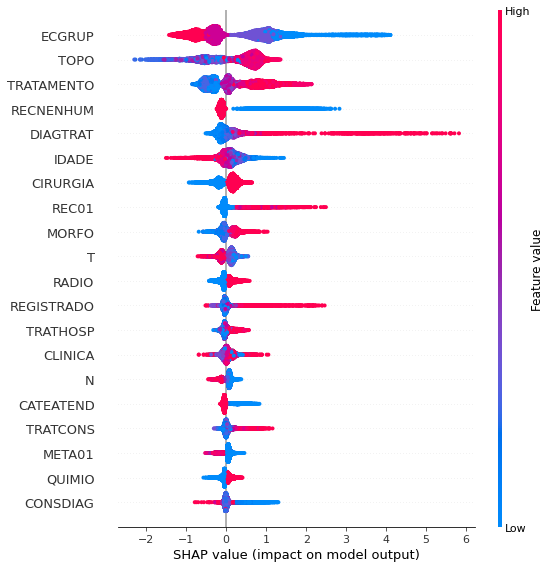 High
ECGRUP
TOPO
TRATAMENTO
RECNENHUM
DIAGTRAT
IDADE
CIRURGIA
REC01
MORFO
T
RADIO
REGISTRADO
TRATHOSP
CLINICA
N
CATEATEND
TRATCONS
META01
QUIMIO
CONSDIAG
Feature value
Low
−2 −1 0 1 2 3 4 5 6
SHAP value (impact on model output)